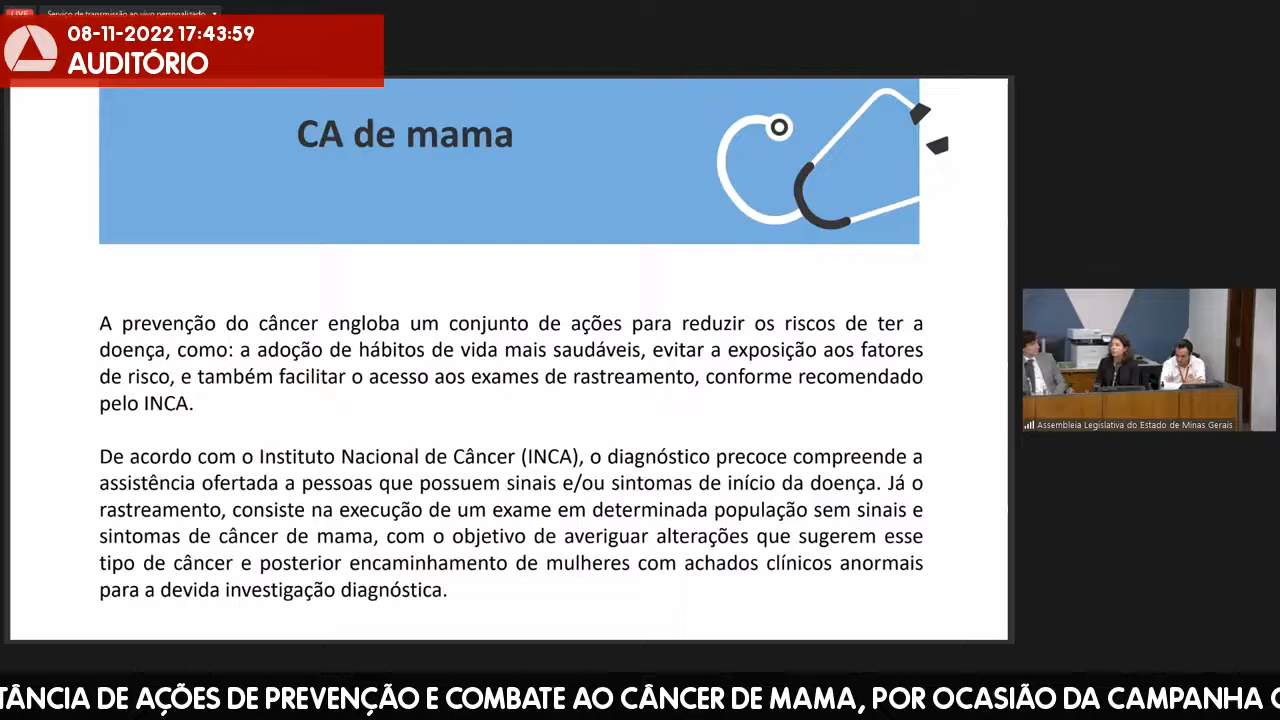 LIVE Serviço de transmissão ao vivo personalizado
08-11-2022 17:43:59
AUDITÓRIO
CA de mama
A prevenção do câncer engloba um conjunto de ações para reduzir os riscos de ter a
doença, como: a adoção de hábitos de vida mais saudáveis, evitar a exposição aos fatores
de risco, e também facilitar o acesso aos exames de rastreamento, conforme recomendado
pelo INCA.
De acordo com o Instituto Nacional de Câncer (INCA), o diagnóstico precoce compreende a
assistência ofertada a pessoas que possuem sinais e/ou sintomas de início da doença. Já o
rastreamento, consiste na execução de um exame em determinada população sem sinais e
sintomas de câncer de mama, com o objetivo de averiguar alterações que sugerem esse
tipo de câncer e posterior encaminhamento de mulheres com achados clínicos anormais
para a devida investigação diagnóstica.
Assembleia Legislativa do Estado de Minas Gerais
TÂNCIA DE AÇÕES DE PREVENÇÃO E COMBATE AO CÂNCER DE MAMA, POR OCASIÃO DA CAMPANHA